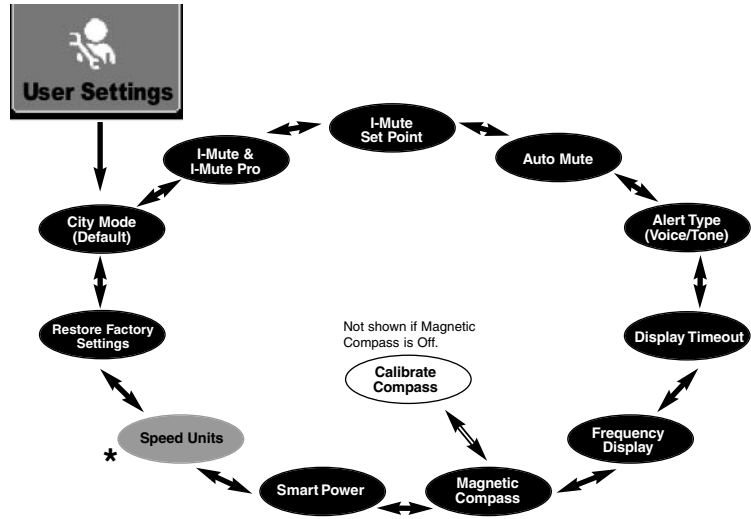 User Settings
I-Mute
Set Point
I-Mute &
I-Mute Pro
Auto Mute
City Mode
(Default)
Alert Type
(Voice/Tone)
Restore Factory
Settings
Not shown if Magnetic
Compass is Off.
Display Timeout
Calibrate
Compass
Speed Units
*
Frequency
Display
Smart Power
Magnetic
Compass